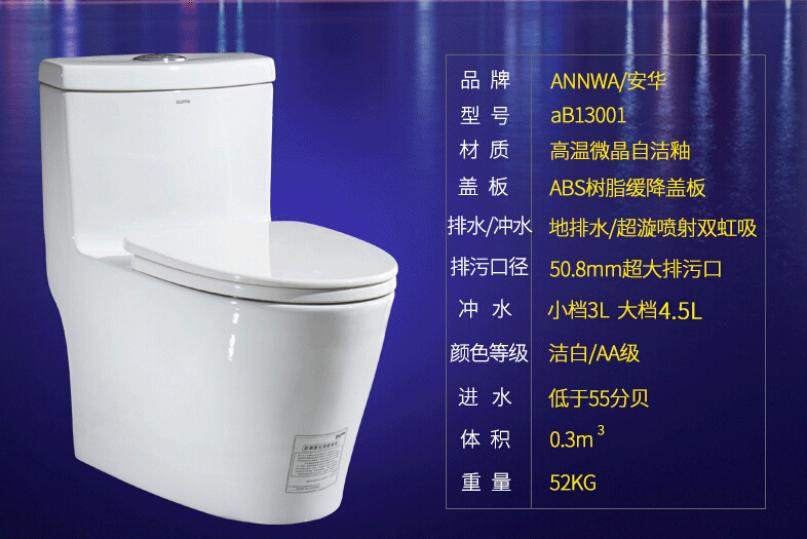 品 牌 ANNWA/安华
型 号 aB13001
材 质 高温微晶自洁釉
盖 板 ABS树脂缓降盖板
排水/冲水 地排水/超漩喷射双虹吸
排污口径 50.8mm超大排污口
冲 水 小档3L 大档4.5L
颜色等级 洁白/AA级
进 水 低于55分贝
体 积 0.3m³
重 量 52KG